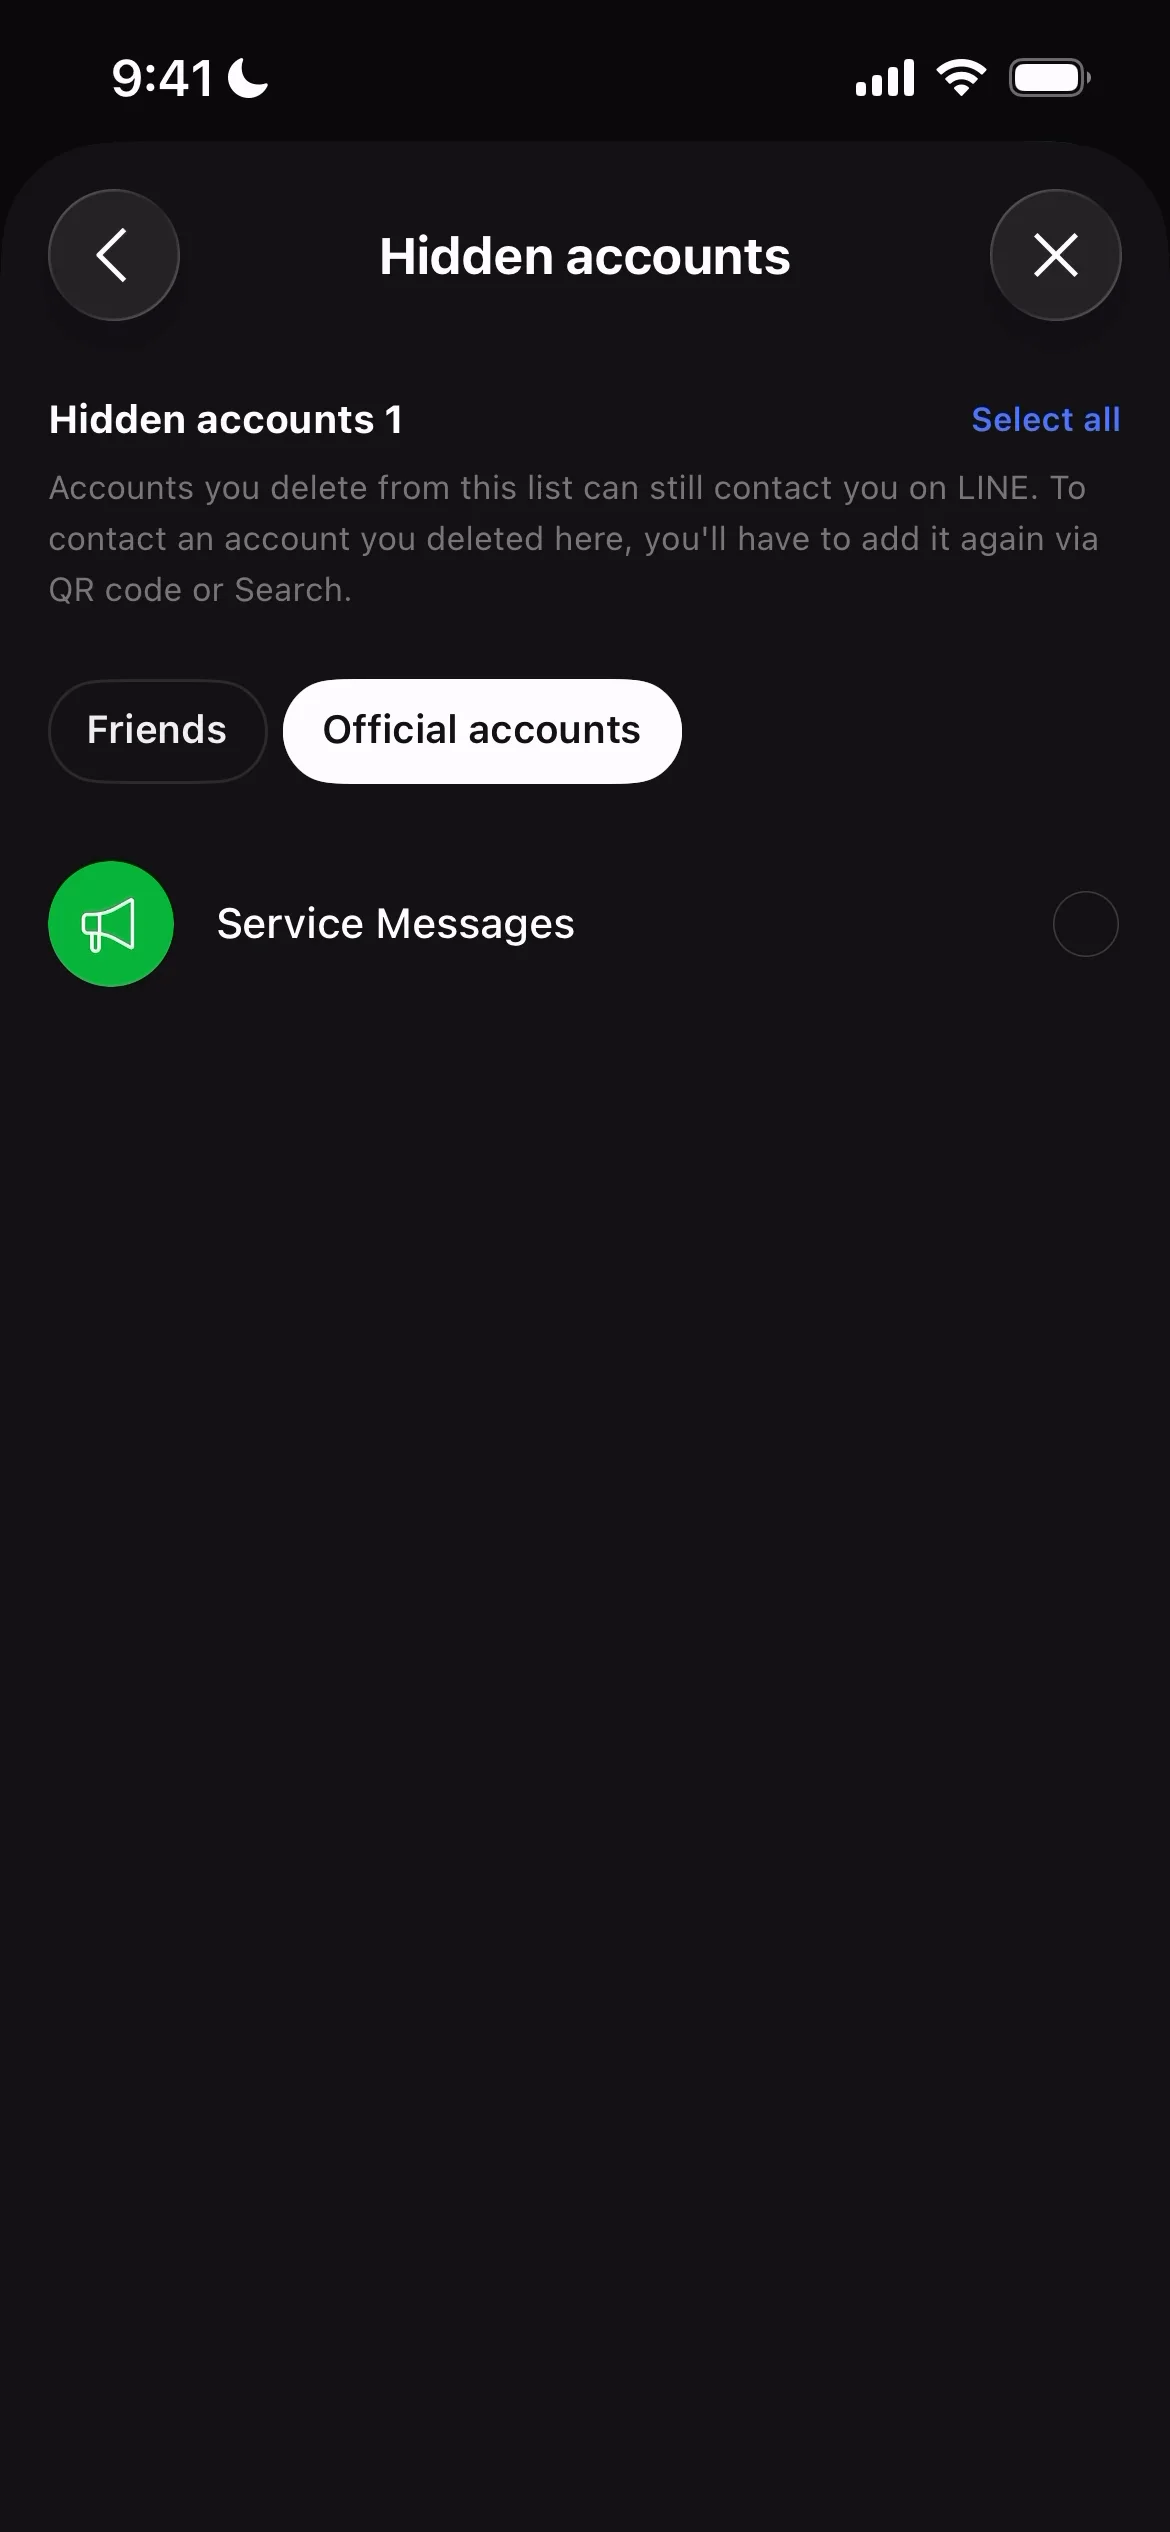 9:41
Hidden accounts
Hidden accounts 1
Select all
Accounts you delete from this list can still contact you on LINE. To
contact an account you deleted here, you'll have to add it again via
QR code or Search.
Friends
Official accounts
Service Messages